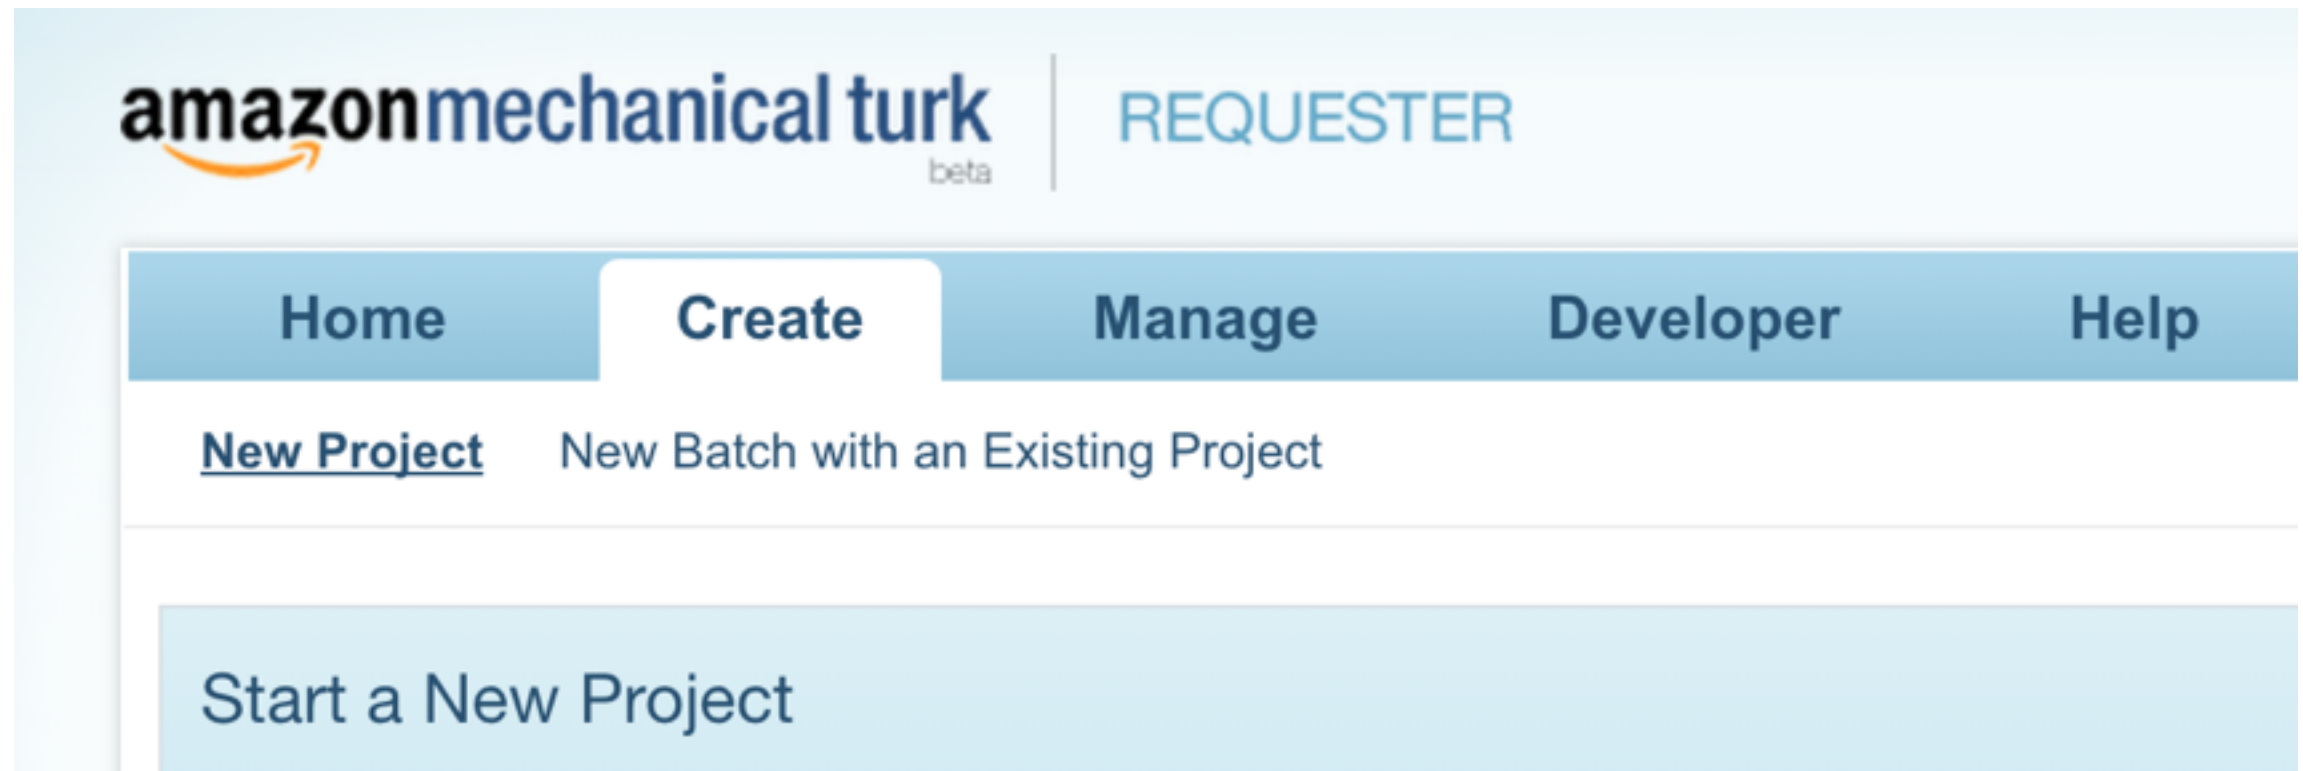 amazonmechanical turk
beta
REQUESTER
Home Create Manage Developer Help
New Project New Batch with an Existing Project
Start a New Project